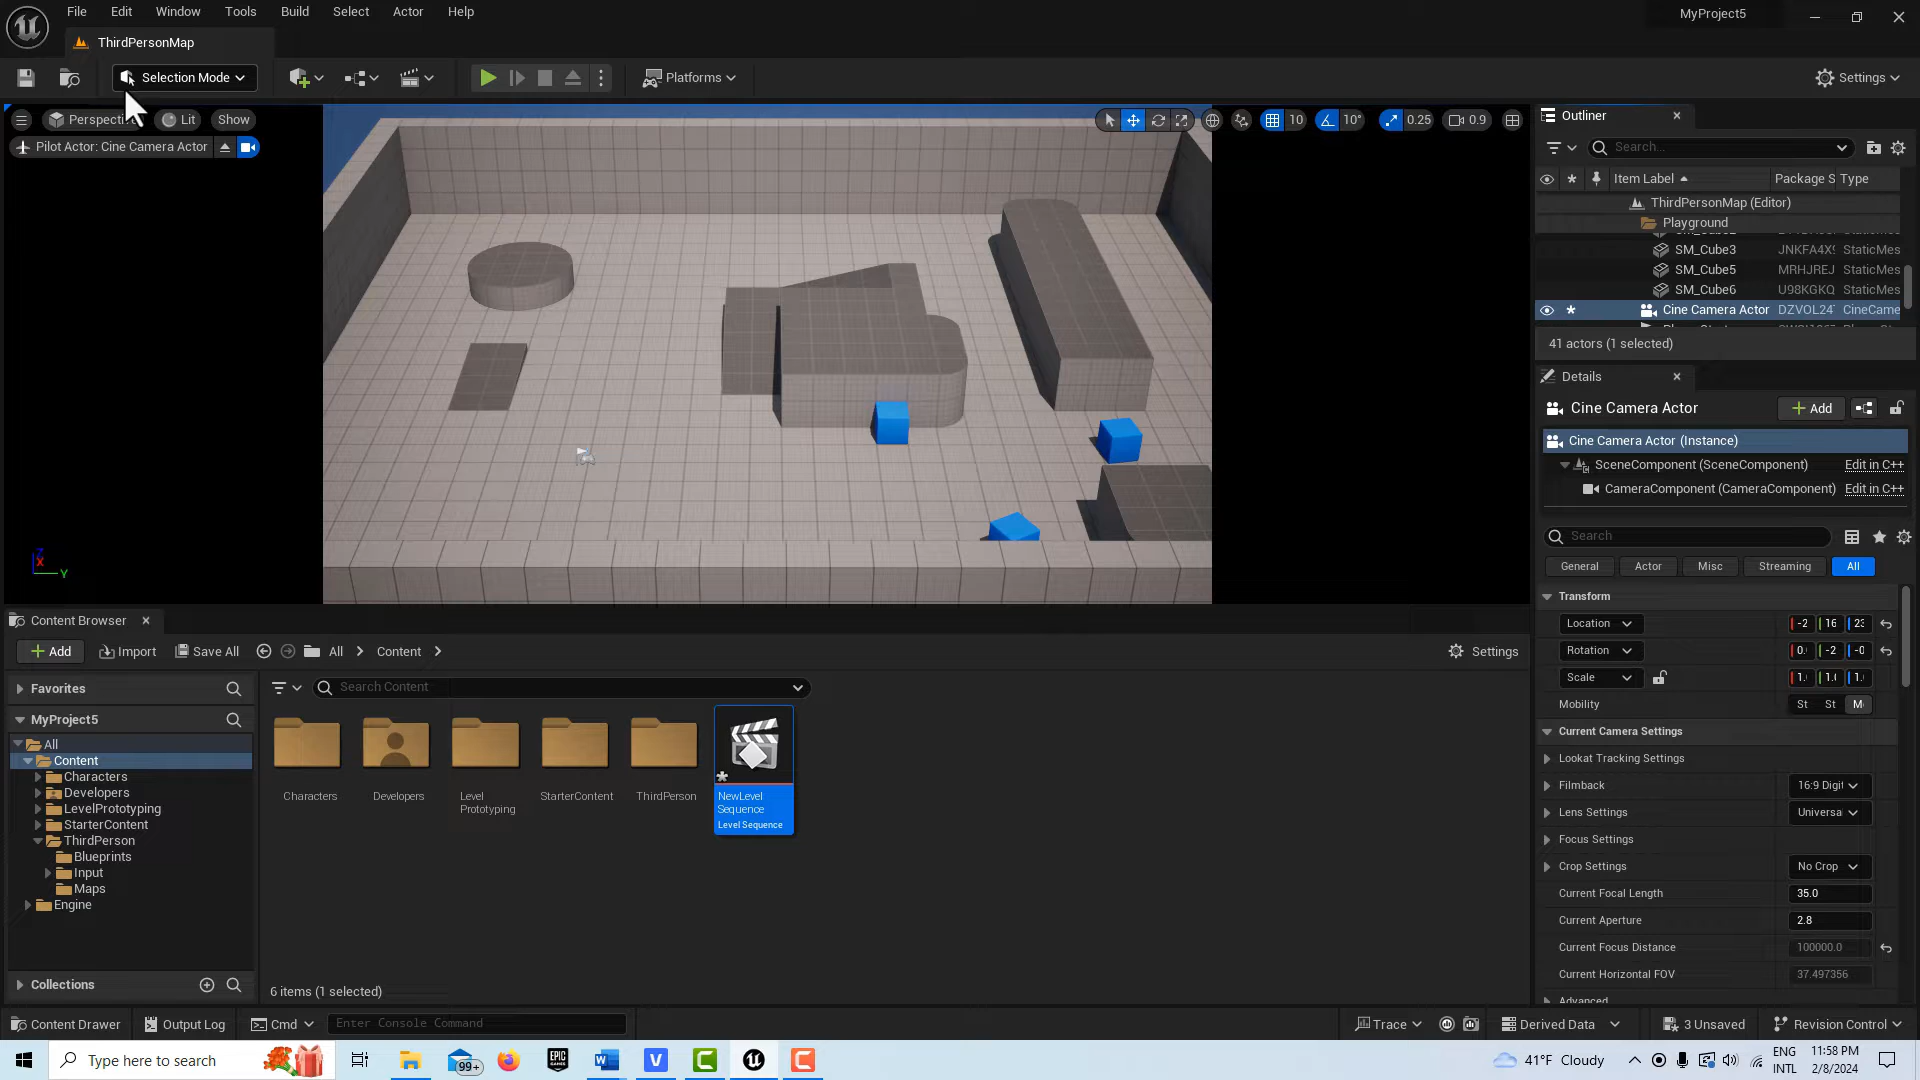 File Edit Window Tools Build Select Actor Help
MyProject5
ThirdPersonMap
Selection Mode
Platforms
Settings
Lit Show
10 10° 0.25 0.9
Pilot Actor: Cine Camera Actor
Outliner
Search...
Item Label Package S Type
ThirdPersonMap (Editor)
Playground
SM_Cube3 JNKFA4X StaticMes
SM_Cube5 MRHJREJ StaticMes
SM_Cube6 U98KGKQ StaticMes
Cine Camera Actor DZVOL24 CineCame
41 actors (1 selected)
Details
Cine Camera Actor
Add
Cine Camera Actor (Instance)
SceneComponent (SceneComponent) Edit in C++
CameraComponent (CameraComponent) Edit in C++
Search
General Actor Misc Streaming All
Transform
Location -2 16 23
Rotation 0. -2 -0
Scale 1. 1. 1.
Mobility St St M
Current Camera Settings
Lookat Tracking Settings
Filmback 16:9 Digit
Lens Settings Universal
Focus Settings
Crop Settings No Crop
Current Focal Length 35.0
Current Aperture 2.8
Current Focus Distance 100000.0
Current Horizontal FOV 37.497356
Advanced
Z X Y
Content Browser
Add Import Save All All Content Settings
Favorites
Search Content
MyProject5
All
Content
Characters
Developers
LevelPrototyping
StarterContent
ThirdPerson
Blueprints
Input
Maps
Engine
Collections
Characters
Developers
Level
Prototyping
StarterContent
ThirdPerson
NewLevel
Sequence
Level Sequence
6 items (1 selected)
Content Drawer Output Log Cmd Enter Console Command
Trace Derived Data 3 Unsaved Revision Control
Type here to search
99+
EPIC
GAMES
41°F Cloudy
ENG
INTL
11:58 PM
2/8/2024